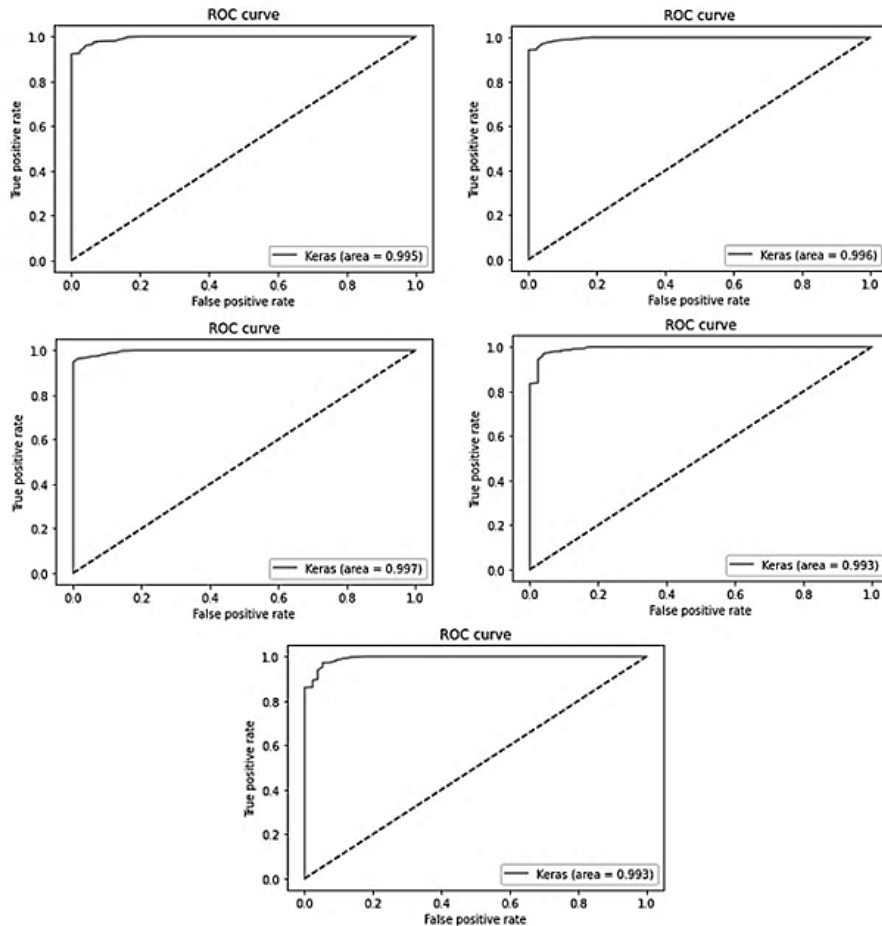 ROC curve
1.0
0.8
0.6
0.4
0.2
0.0
True positive rate
Keras (area = 0.995)
0.0 0.2 0.4 0.6 0.8 1.0
False positive rate
ROC curve
1.0
0.8
0.6
0.4
0.2
0.0
True positive rate
Keras (area = 0.996)
0.0 0.2 0.4 0.6 0.8 1.0
False positive rate
ROC curve
1.0
0.8
0.6
0.4
0.2
0.0
True positive rate
Keras (area = 0.997)
0.0 0.2 0.4 0.6 0.8 1.0
False positive rate
ROC curve
1.0
0.8
0.6
0.4
0.2
0.0
True positive rate
Keras (area = 0.993)
0.0 0.2 0.4 0.6 0.8 1.0
False positive rate
ROC curve
1.0
0.8
0.6
0.4
0.2
0.0
True positive rate
Keras (area = 0.993)
0.0 0.2 0.4 0.6 0.8 1.0
False positive rate